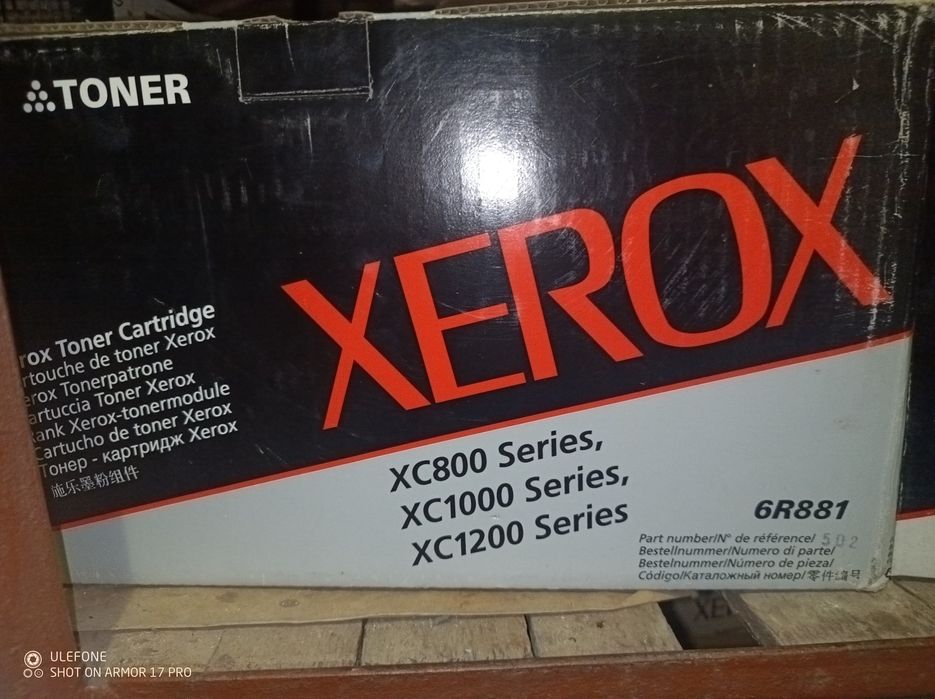 TONER
XEROX
rox Toner Cartridge
rtouche de toner Xerox
erox Tonerpatrone
artuccia Toner Xerox
ank Xerox-tonermodule
Cartucho de toner Xerox
Тонер - картридж Xerox
施乐墨粉组件
XC800 Series,
XC1000 Series,
XC1200 Series
6R881
Part number/N° de référence/ 502
Bestellnummer/Numero di parte/
Bestelnummer/Número de pieza/
Código/Каталожный номер/零件编号
ULEFONE
SHOT ON ARMOR 17 PRO